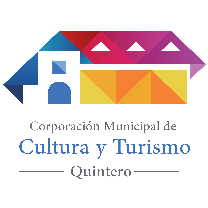 Corporación Municipal de
Cultura y Turismo
Quintero